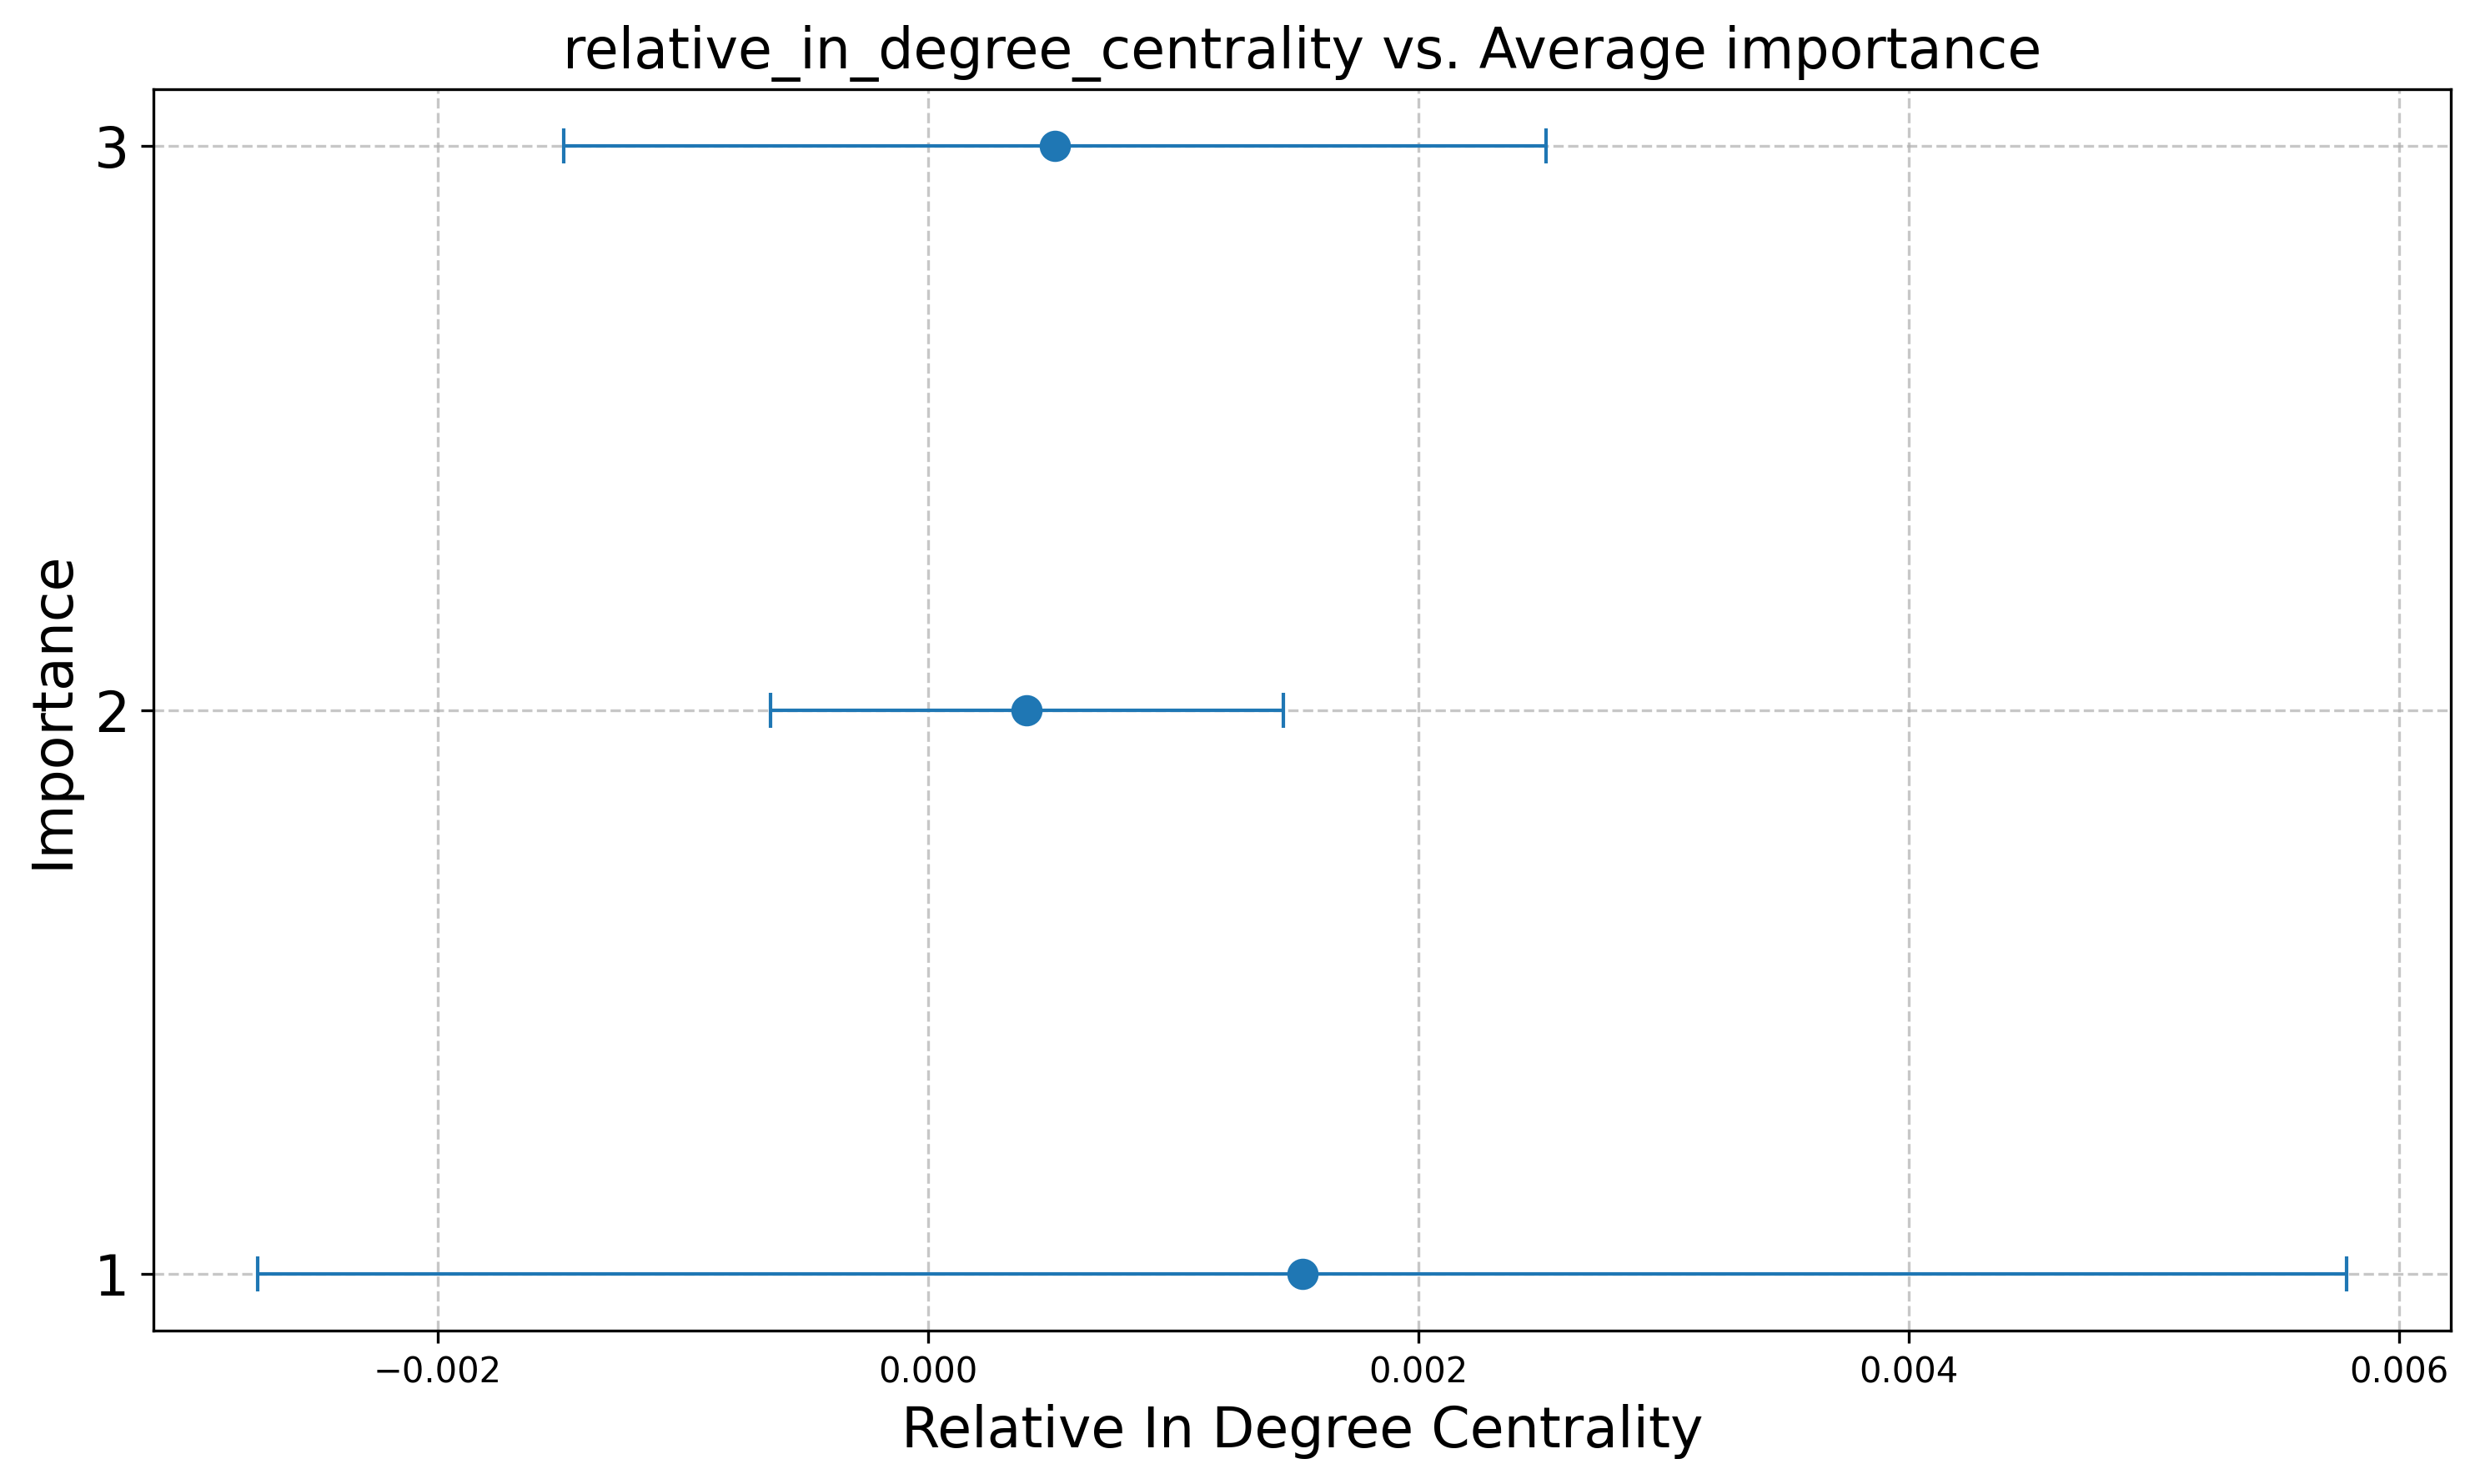 relative_in_degree_centrality vs. Average importance
3
2
1
Importance
−0.002
0.000
0.002
0.004
0.006
Relative In Degree Centrality